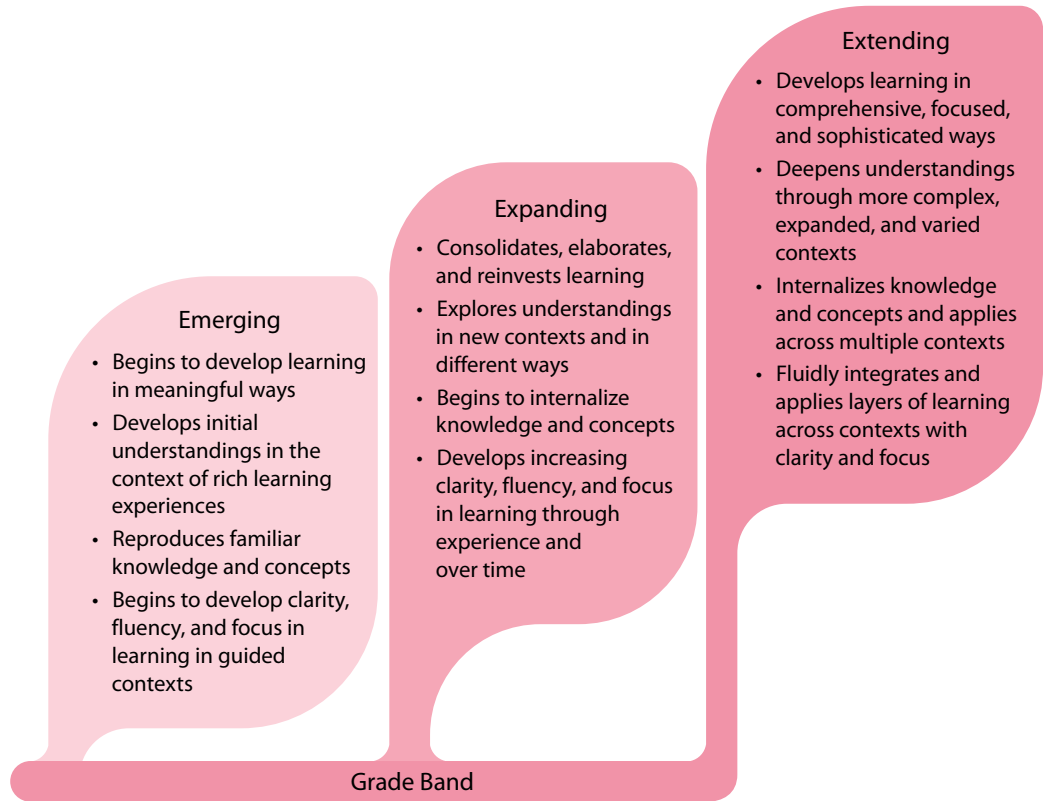 Emerging
• Begins to develop learning
in meaningful ways
• Develops initial
understandings in the
context of rich learning
experiences
• Reproduces familiar
knowledge and concepts
• Begins to develop clarity,
fluency, and focus in
learning in guided
contexts
Expanding
• Consolidates, elaborates,
and reinvests learning
• Explores understandings
in new contexts and in
different ways
• Begins to internalize
knowledge and concepts
• Develops increasing
clarity, fluency, and focus
in learning through
experience and
over time
Extending
• Develops learning in
comprehensive, focused,
and sophisticated ways
• Deepens understandings
through more complex,
expanded, and varied
contexts
• Internalizes knowledge
and concepts and applies
across multiple contexts
• Fluidly integrates and
applies layers of learning
across contexts with
clarity and focus
Grade Band